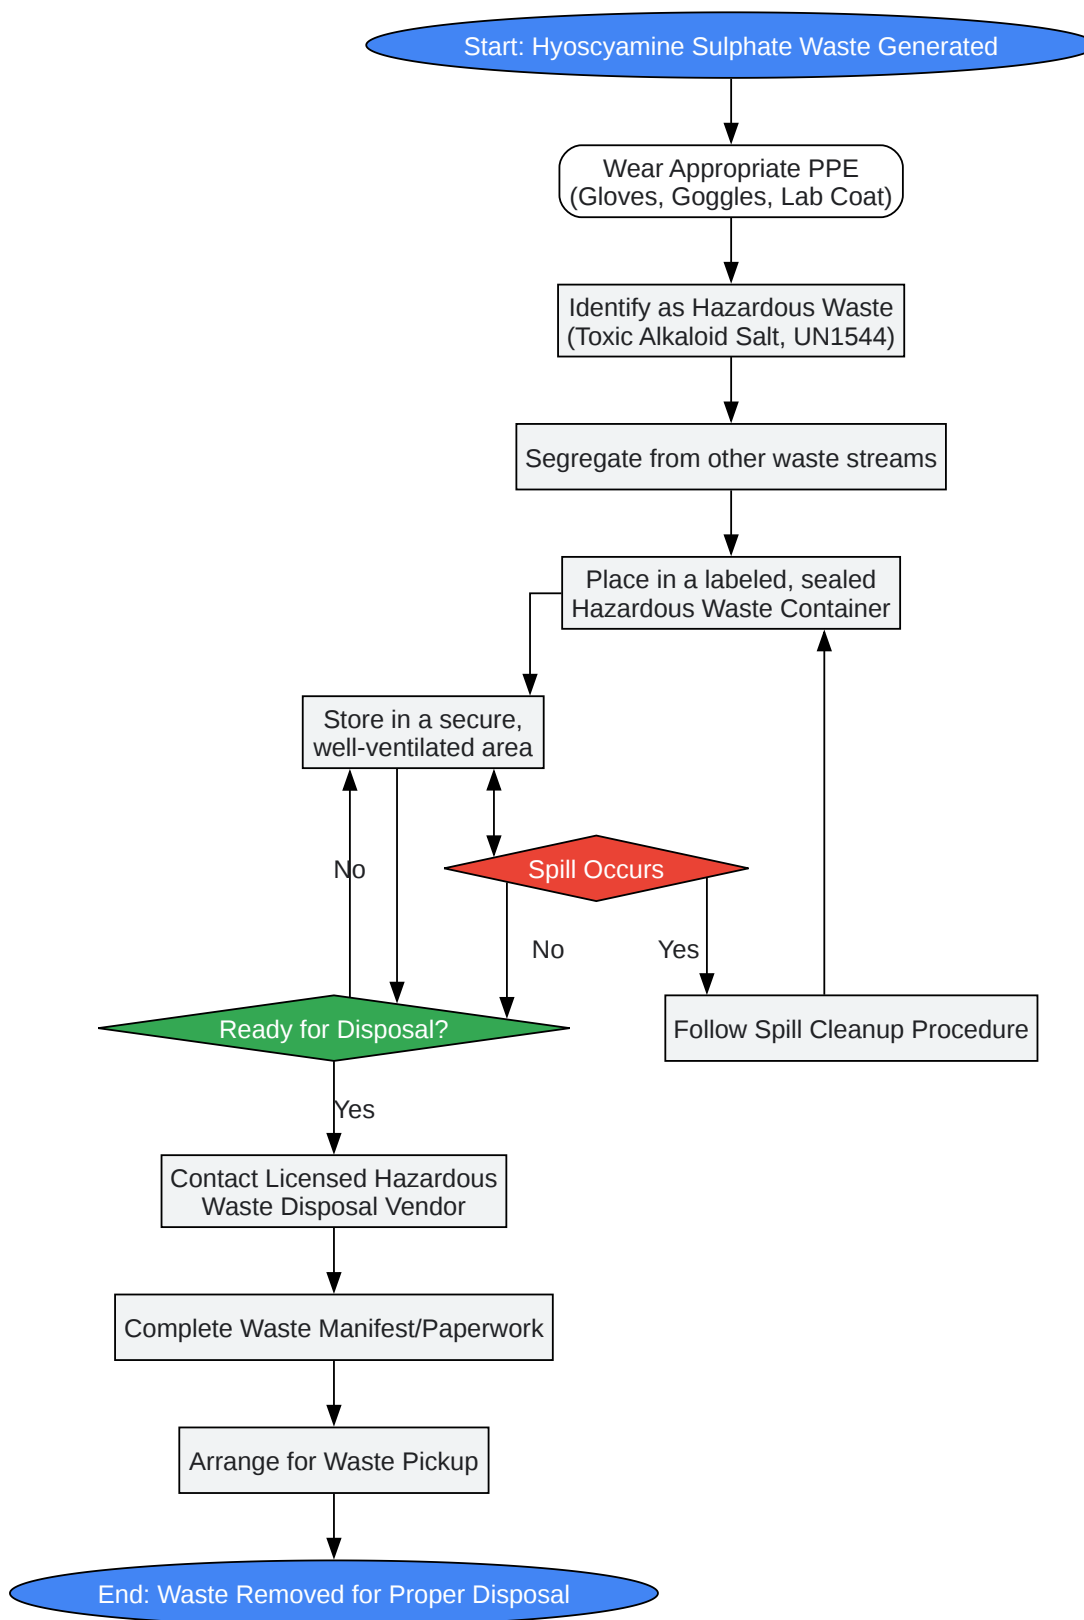 Start: Hyoscyamine Sulphate Waste Generated
Wear Appropriate PPE
(Gloves, Goggles, Lab Coat)
Identify as Hazardous Waste
(Toxic Alkaloid Salt, UN1544)
Segregate from other waste streams
Place in a labeled, sealed
Hazardous Waste Container
Store in a secure,
well-ventilated area
No
Spill Occurs
No
Yes
Ready for Disposal?
Follow Spill Cleanup Procedure
Yes
Contact Licensed Hazardous
Waste Disposal Vendor
Complete Waste Manifest/Paperwork
Arrange for Waste Pickup
End: Waste Removed for Proper Disposal